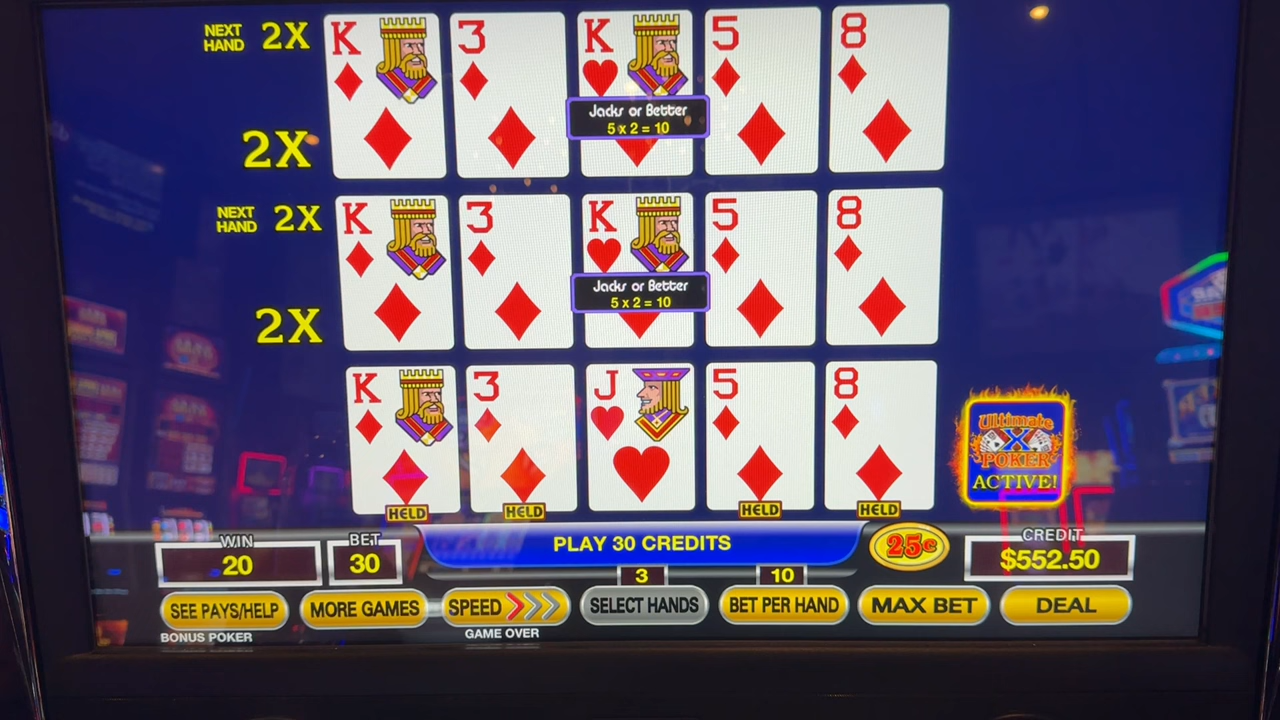 NEXT HAND 2X
K 3 K 5 8
Jacks or Better
5 x 2 = 10
2X
NEXT HAND 2X
K 3 K 5 8
Jacks or Better
5 x 2 = 10
2X
K 3 J 5 8
Ultimate
X
POKER
ACTIVE!
HELD HELD HELD HELD
WIN
20
BET
30
PLAY 30 CREDITS
25¢
CREDIT
$552.50
3
10
SEE PAYS/HELP
MORE GAMES
SPEED
SELECT HANDS
BET PER HAND
MAX BET
DEAL
BONUS POKER
GAME OVER